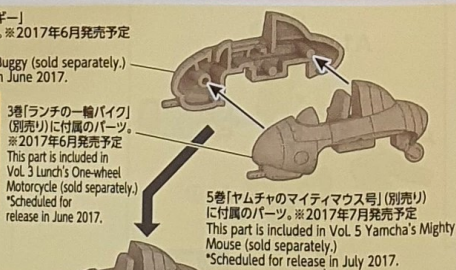 ギー」
。※2017年6月発売予定
Buggy (sold separately.)
n June 2017.
3巻「ランチの一輪バイク」
(別売り)に付属のパーツ。
※2017年6月発売予定
This part is included in
Vol. 3 Lunch's One-wheel
Motorcycle (sold separately.)
*Scheduled for
release in June 2017.
5巻「ヤムチャのマイティマウス号」(別売り)
に付属のパーツ。※2017年7月発売予定
This part is included in Vol. 5 Yamcha's Mighty
Mouse (sold separately.)
*Scheduled for release in July 2017.